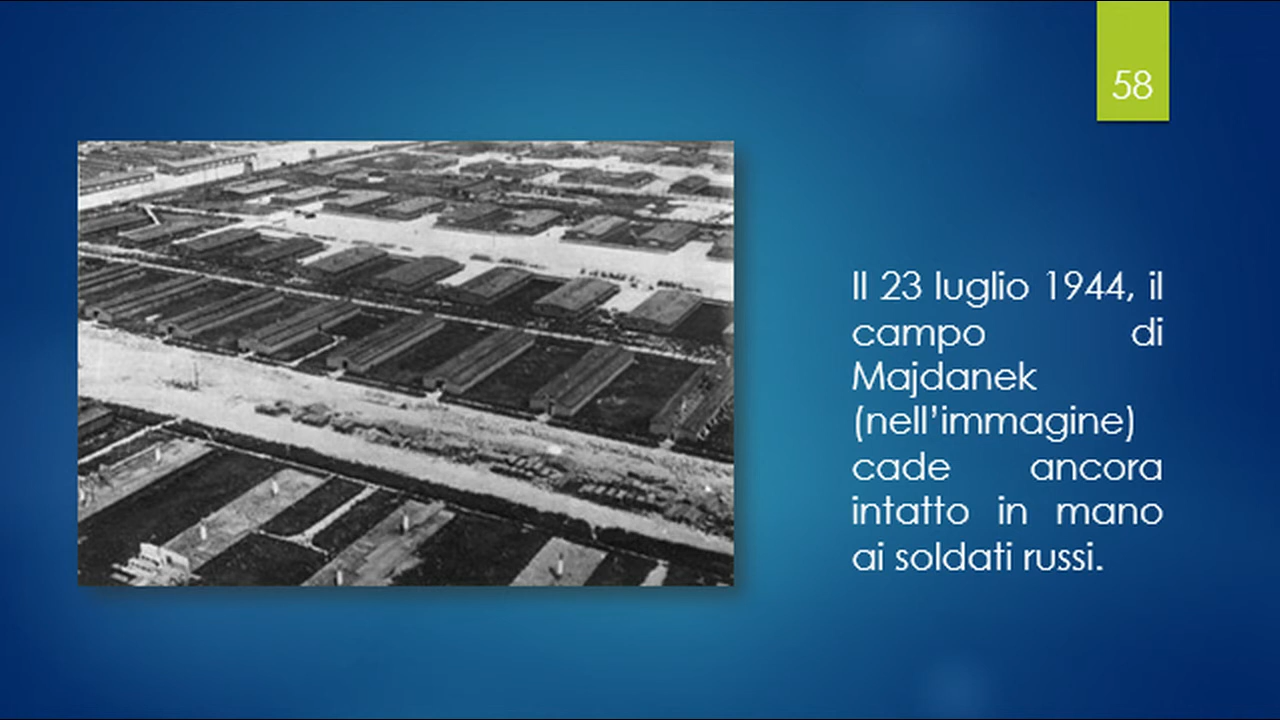 58
Il 23 luglio 1944, il
campo di
Majdanek
(nell’immagine)
cade ancora
intatto in mano
ai soldati russi.